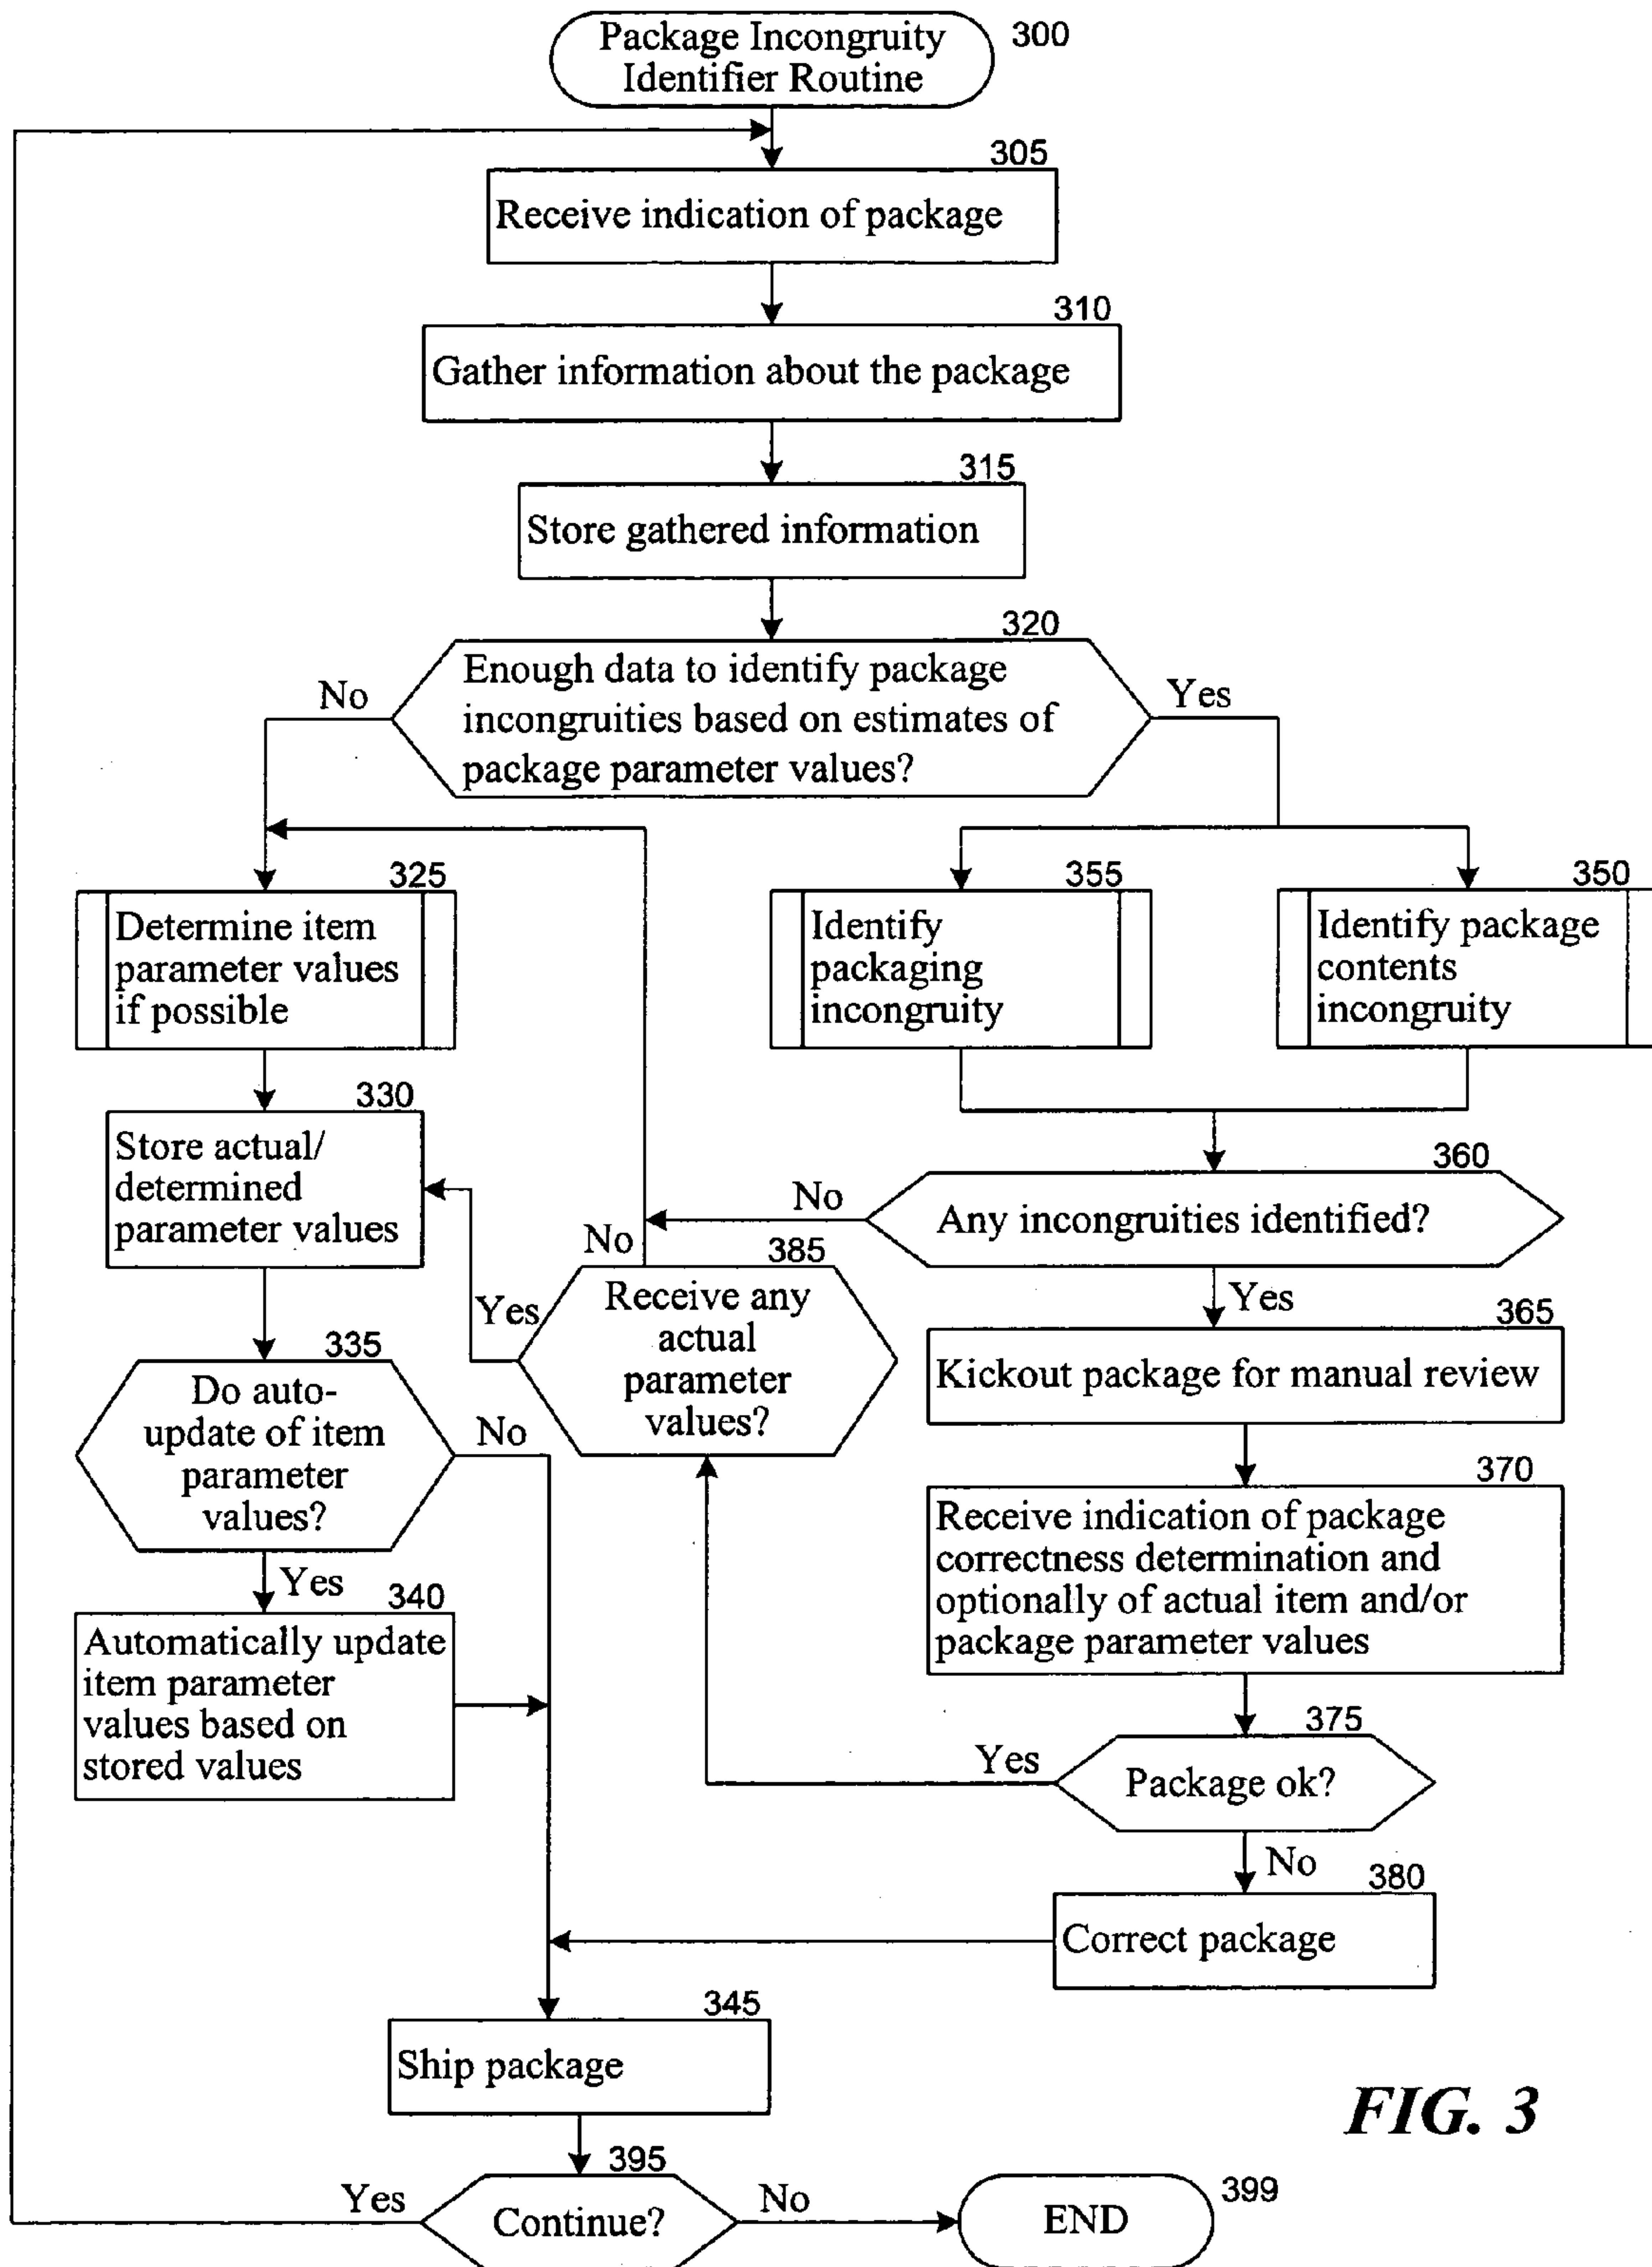 Package Incongruity
Identifier Routine
300
305
Receive indication of package
310
Gather information about the package
315
Store gathered information
320
Enough data to identify package
incongruities based on estimates of
package parameter values?
No
Yes
325
Determine item
parameter values
if possible
355
Identify
packaging
incongruity
350
Identify package
contents
incongruity
330
Store actual/
determined
parameter values
360
Any incongruities identified?
No
Yes
385
Receive any
actual
parameter
values?
No
Yes
365
Kickout package for manual review
335
Do auto-
update of item
parameter
values?
No
Yes
370
Receive indication of package
correctness determination and
optionally of actual item and/or
package parameter values
340
Automatically update
item parameter
values based on
stored values
375
Package ok?
Yes
No
380
Correct package
345
Ship package
FIG. 3
395
Continue?
Yes
No
END
399